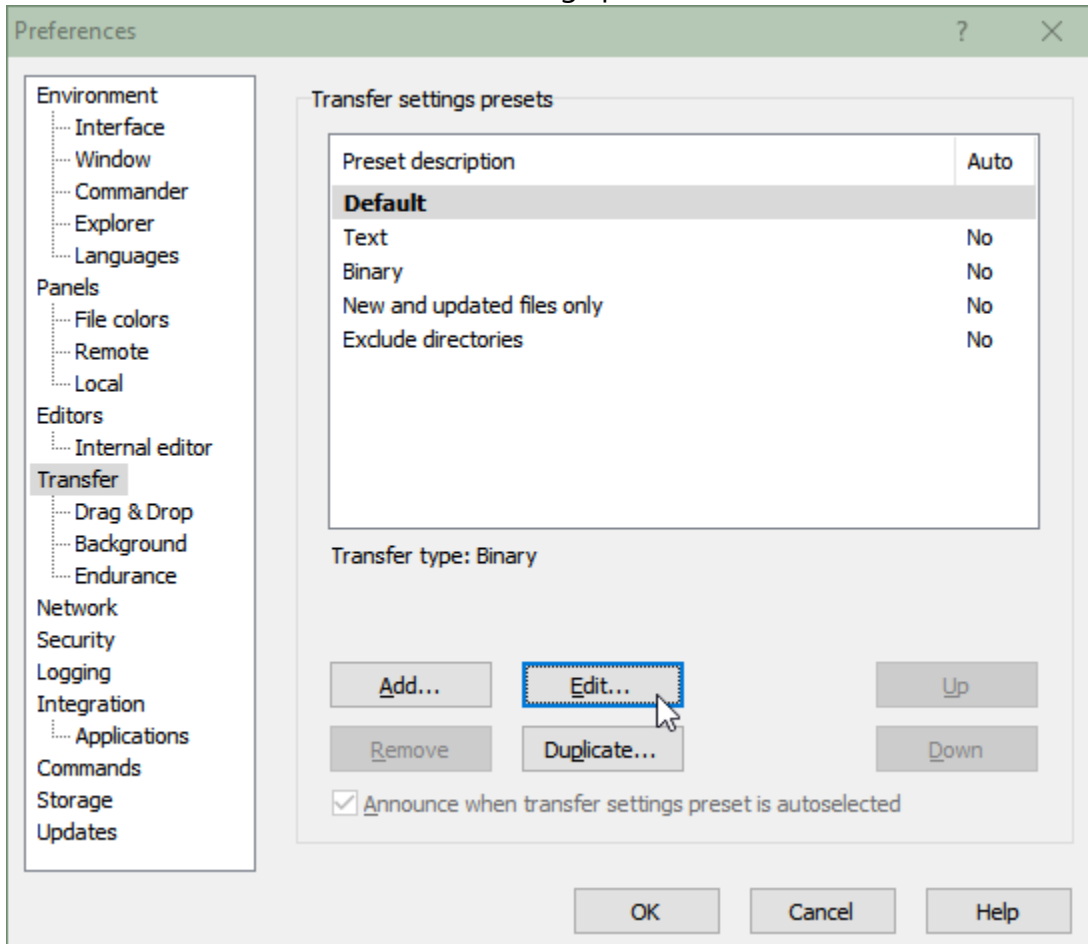 Preferences
Environment
Interface
Window
Commander
Explorer
Languages
Panels
File colors
Remote
Local
Editors
Internal editor
Transfer
Drag & Drop
Background
Endurance
Network
Security
Logging
Integration
Applications
Commands
Storage
Updates
Transfer settings presets
Preset description Auto
Default
Text No
Binary No
New and updated files only No
Exclude directories No
Transfer type: Binary
Add... Edit... Up
Remove Duplicate... Down
Announce when transfer settings preset is autoselected
OK Cancel Help